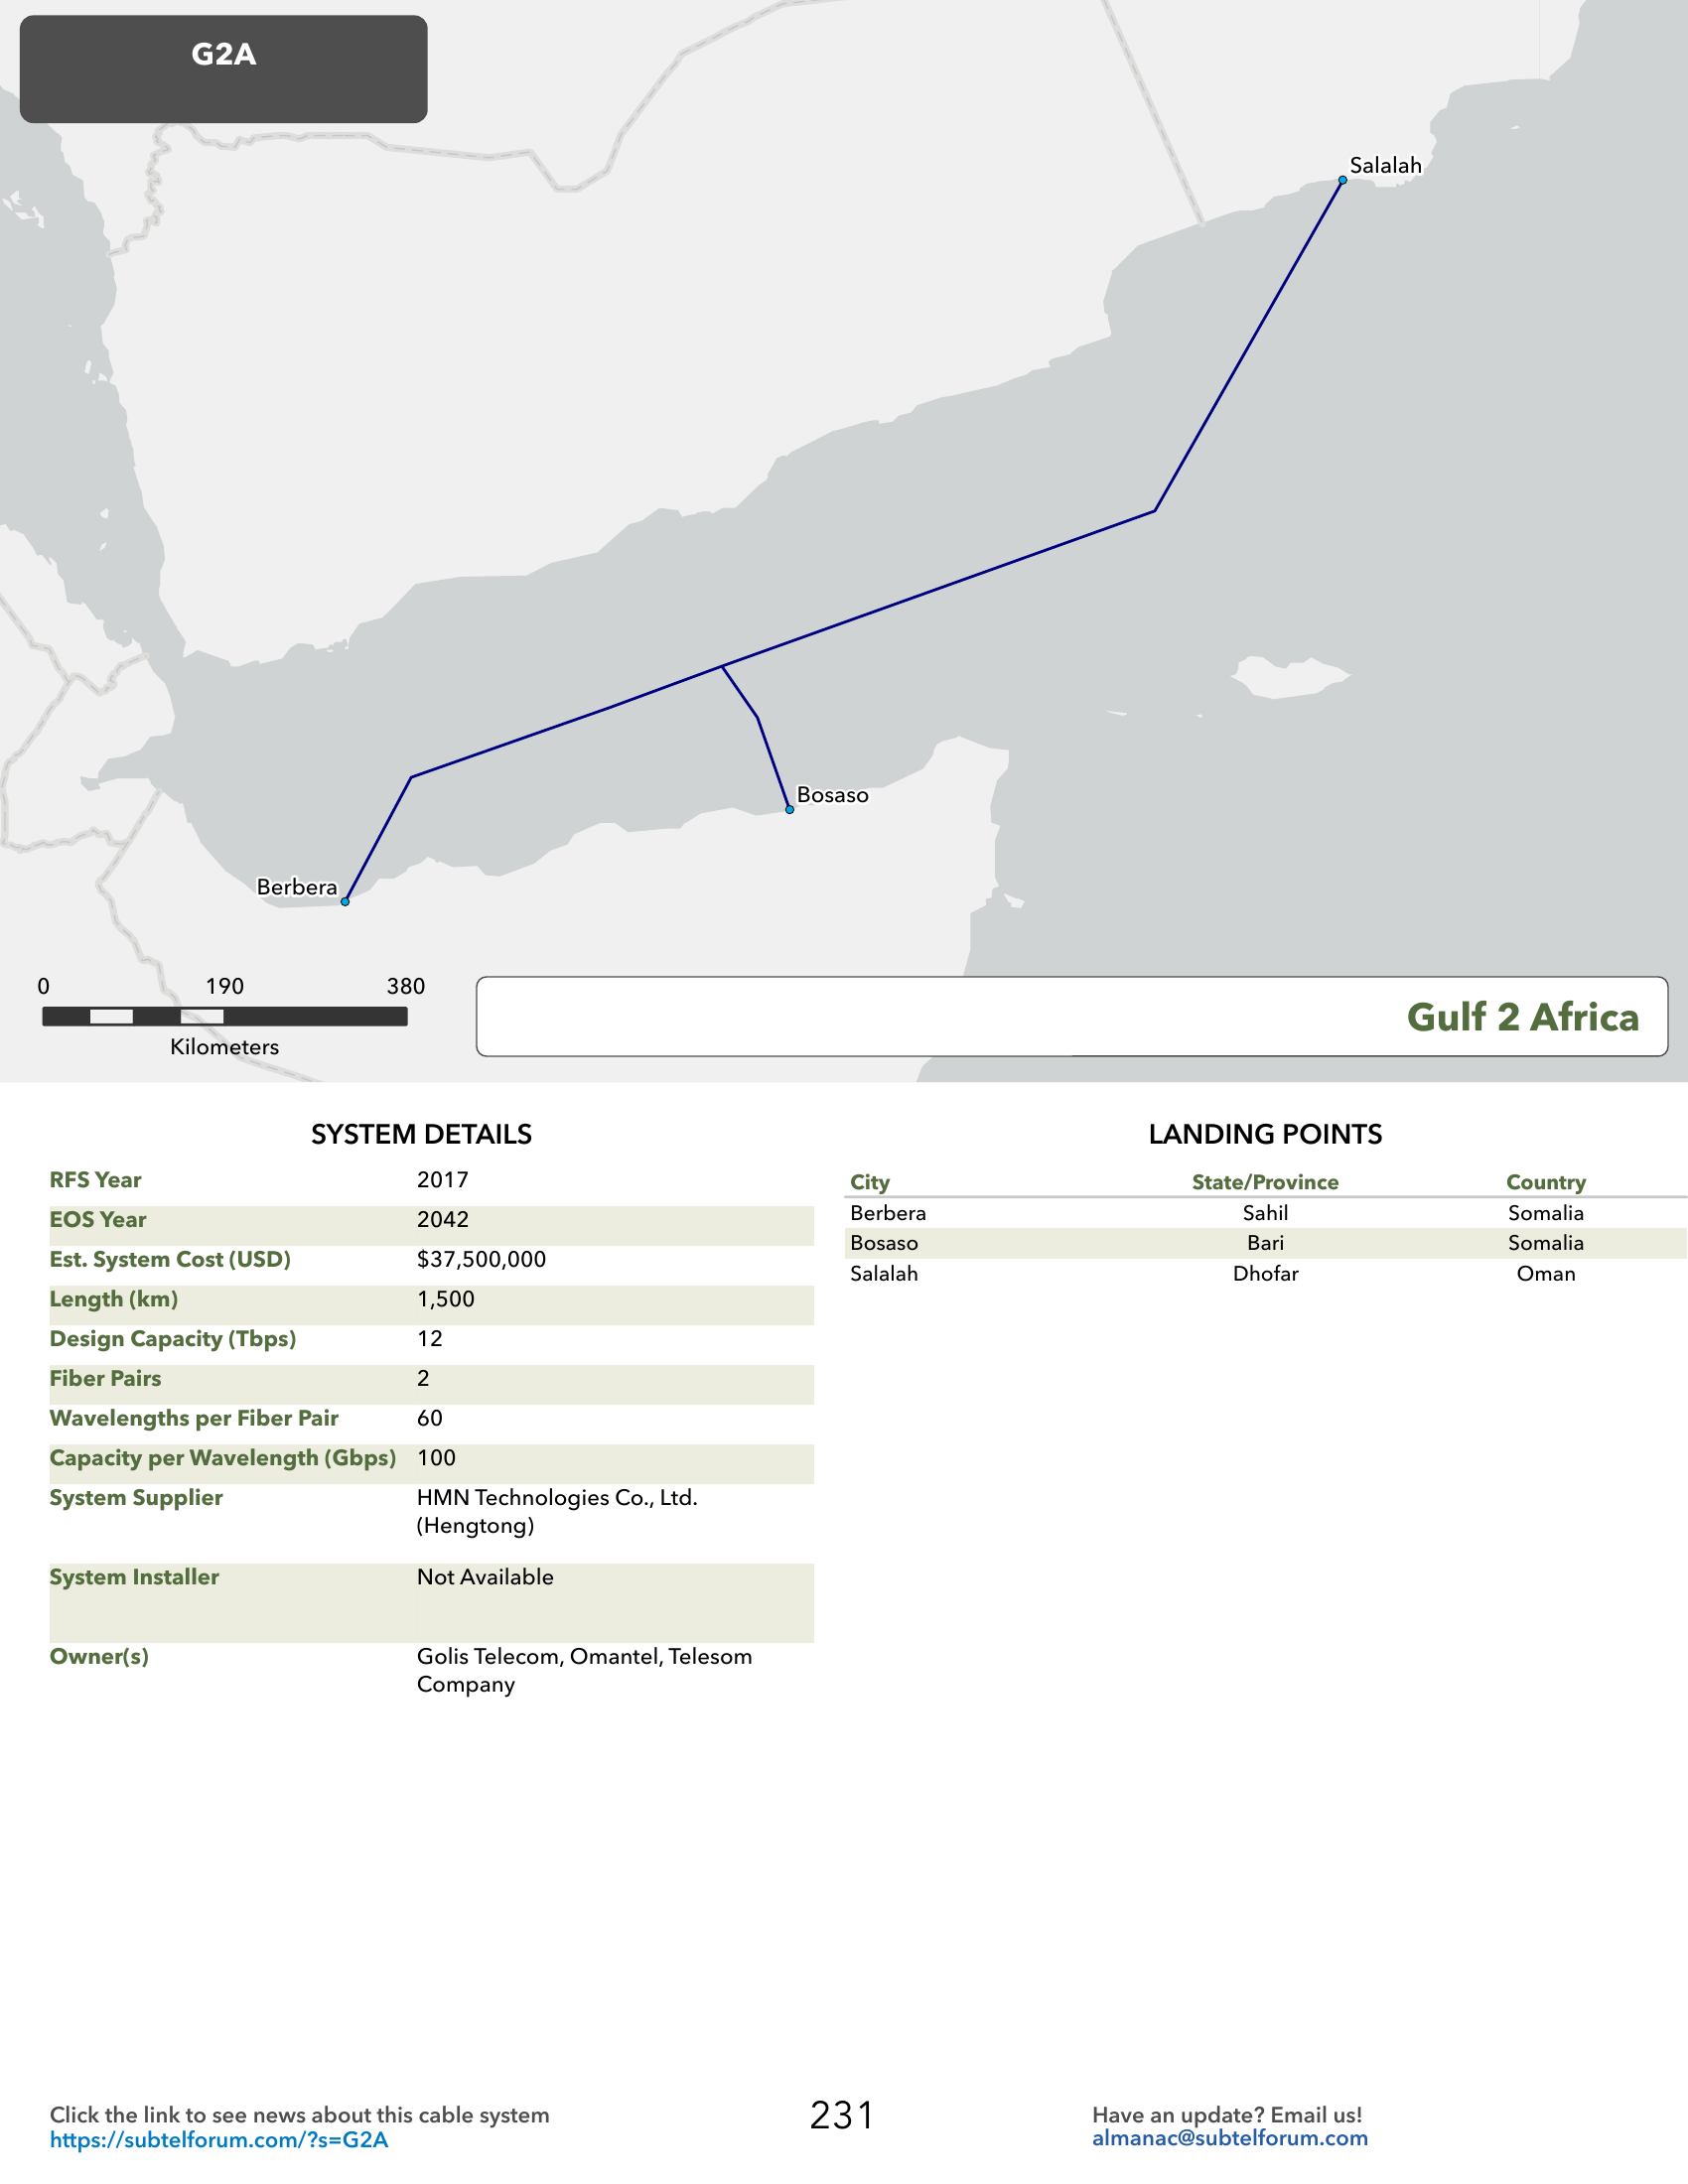 G2A
Salalah
Bosaso
Berbera
0 190 380
Kilometers
Gulf 2 Africa
SYSTEM DETAILS
RFS Year 2017
EOS Year 2042
Est. System Cost (USD) $37,500,000
Length (km) 1,500
Design Capacity (Tbps) 12
Fiber Pairs 2
Wavelengths per Fiber Pair 60
Capacity per Wavelength (Gbps) 100
System Supplier HMN Technologies Co., Ltd.
(Hengtong)
System Installer Not Available
Owner(s) Golis Telecom, Omantel, Telesom
Company
LANDING POINTS
City State/Province Country
Berbera Sahil Somalia
Bosaso Bari Somalia
Salalah Dhofar Oman
Click the link to see news about this cable system
https://subtelforum.com/?s=G2A
231
Have an update? Email us!
almanac@subtelforum.com